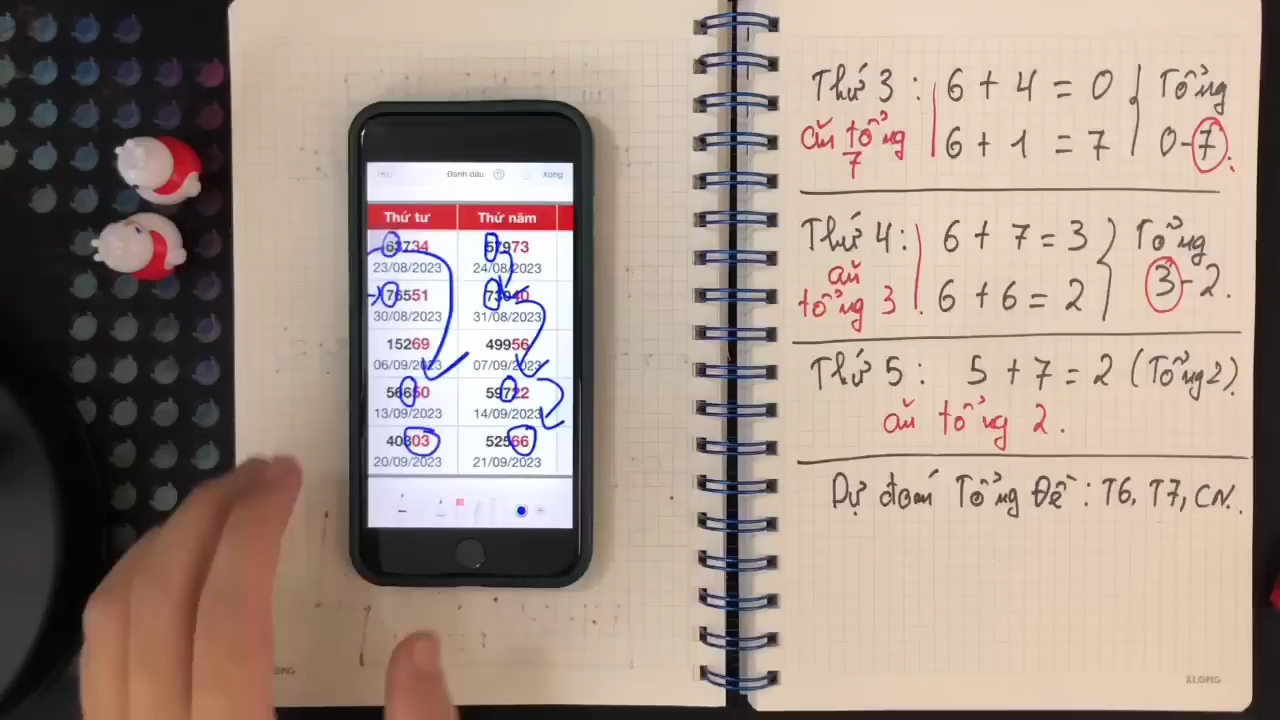 Đánh dấu
Xong
Thứ tư Thứ năm
63734 57973
23/08/2023 24/08/2023
76551 73940
30/08/2023 31/08/2023
15269 49956
06/09/2023 07/09/2023
56650 59722
13/09/2023 14/09/2023
40803 52566
20/09/2023 21/09/2023
Thứ 3 : 6 + 4 = 0 Tổng
ăn tổng 7 6 + 1 = 7 0-7.
Thứ 4 : 6 + 7 = 3 Tổng
ăn tổng 3 6 + 6 = 2 3-2.
Thứ 5 : 5 + 7 = 2 (Tổng 2).
ăn tổng 2.
Dự đoán Tổng Đề : T6, T7, CN.
XLONG